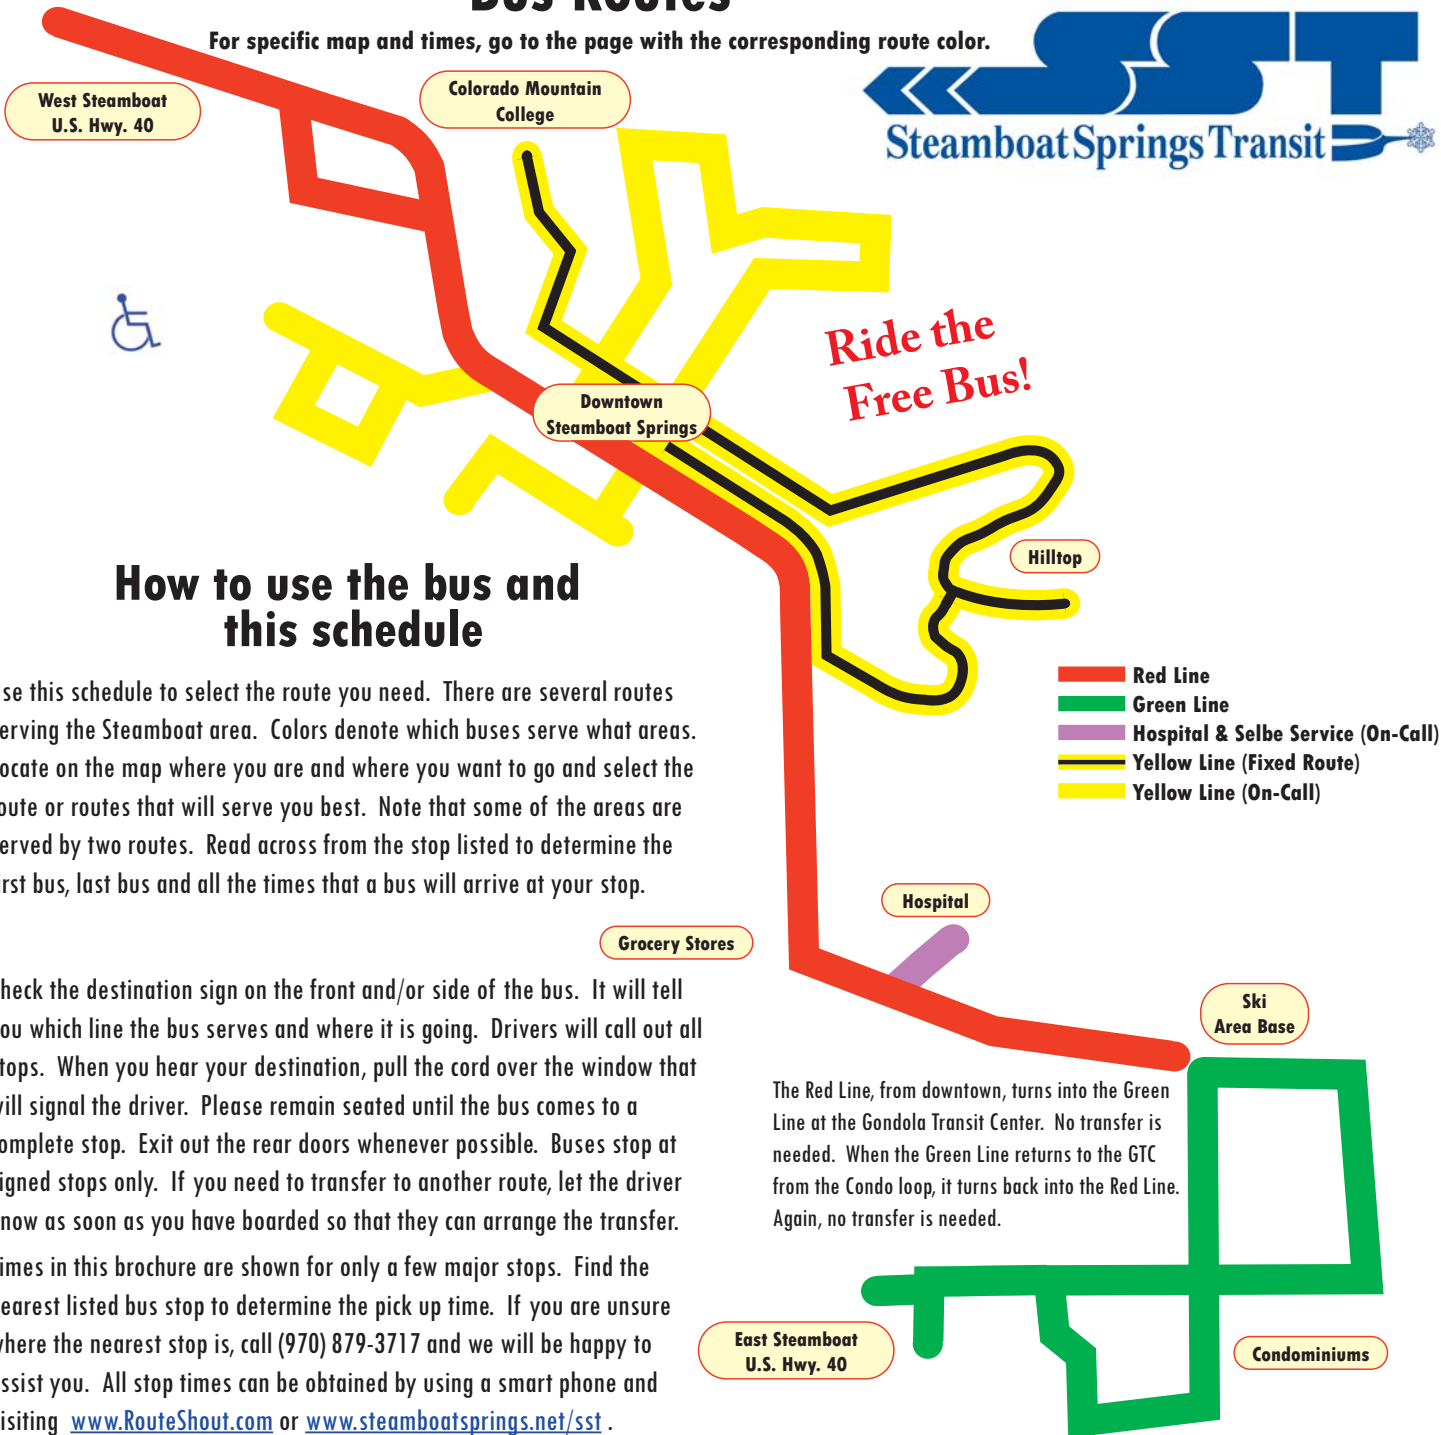 Bus Routes
For specific map and times, go to the page with the corresponding route color.
Steamboat Springs Transit
West Steamboat
U.S. Hwy. 40
Colorado Mountain
College
Ride the
Free Bus!
Downtown
Steamboat Springs
Hilltop
How to use the bus and
this schedule
se this schedule to select the route you need. There are several routes
erving the Steamboat area. Colors denote which buses serve what areas.
ocate on the map where you are and where you want to go and select the
oute or routes that will serve you best. Note that some of the areas are
erved by two routes. Read across from the stop listed to determine the
irst bus, last bus and all the times that a bus will arrive at your stop.
Red Line
Green Line
Hospital & Selbe Service (On-Call)
Yellow Line (Fixed Route)
Yellow Line (On-Call)
Hospital
Grocery Stores
heck the destination sign on the front and/or side of the bus. It will tell
ou which line the bus serves and where it is going. Drivers will call out all
tops. When you hear your destination, pull the cord over the window that
will signal the driver. Please remain seated until the bus comes to a
omplete stop. Exit out the rear doors whenever possible. Buses stop at
igned stops only. If you need to transfer to another route, let the driver
now as soon as you have boarded so that they can arrange the transfer.
imes in this brochure are shown for only a few major stops. Find the
earest listed bus stop to determine the pick up time. If you are unsure
where the nearest stop is, call (970) 879-3717 and we will be happy to
ssist you. All stop times can be obtained by using a smart phone and
isiting www.RouteShout.com or www.steamboatsprings.net/sst .
Ski
Area Base
The Red Line, from downtown, turns into the Green
Line at the Gondola Transit Center. No transfer is
needed. When the Green Line returns to the GTC
from the Condo loop, it turns back into the Red Line.
Again, no transfer is needed.
East Steamboat
U.S. Hwy. 40
Condominiums